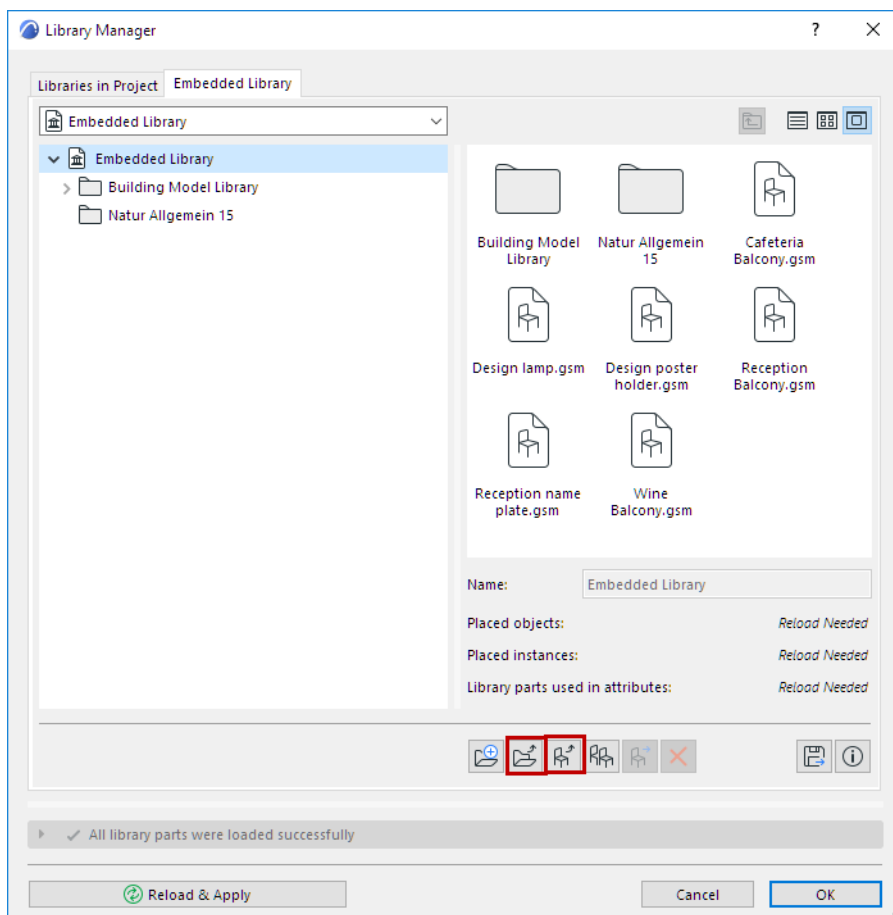 Library Manager
?
Libraries in Project
Embedded Library
Embedded Library
Embedded Library
Building Model Library
Natur Allgemein 15
Building Model
Library
Natur Allgemein
15
Cafeteria
Balcony.gsm
Design lamp.gsm
Design poster
holder.gsm
Reception
Balcony.gsm
Reception name
plate.gsm
Wine
Balcony.gsm
Name: Embedded Library
Placed objects: Reload Needed
Placed instances: Reload Needed
Library parts used in attributes: Reload Needed
All library parts were loaded successfully
Reload & Apply
Cancel
OK